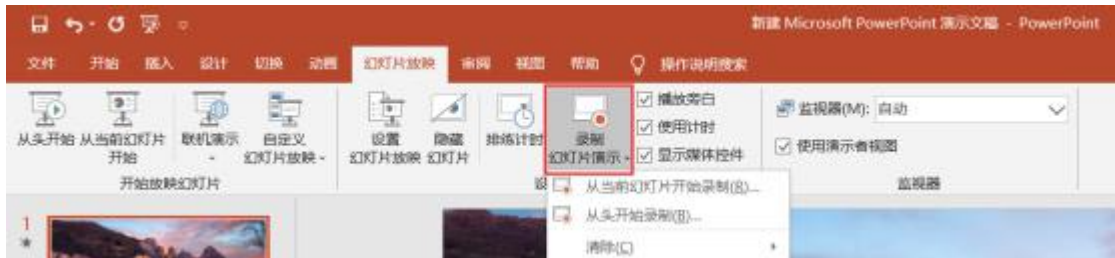 新建 Microsoft PowerPoint 演示文稿 - PowerPoint
文件 开始 插入 设计 切换 动画 幻灯片放映 审阅 视图 帮助 操作说明搜索
从头开始 从当前幻灯片开始 联机演示 自定义幻灯片放映 设置幻灯片放映 隐藏幻灯片 排练计时 录制幻灯片演示
播放旁白
使用计时
显示媒体控件
监视器(M): 自动
使用演示者视图
开始放映幻灯片 设 监视器
从当前幻灯片开始录制(R)...
从头开始录制(B)...
清除(C)
1